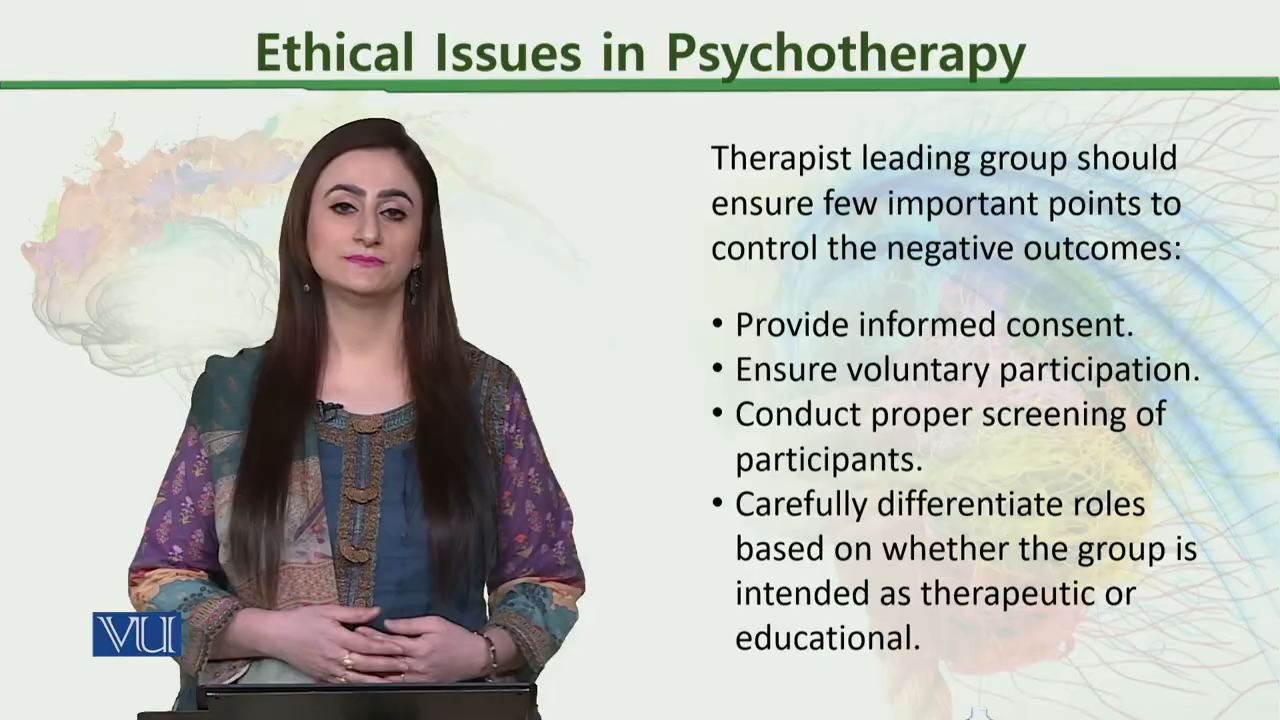 Ethical Issues in Psychotherapy
Therapist leading group should
ensure few important points to
control the negative outcomes:
• Provide informed consent.
• Ensure voluntary participation.
• Conduct proper screening of
participants.
• Carefully differentiate roles
based on whether the group is
intended as therapeutic or
educational.
VU